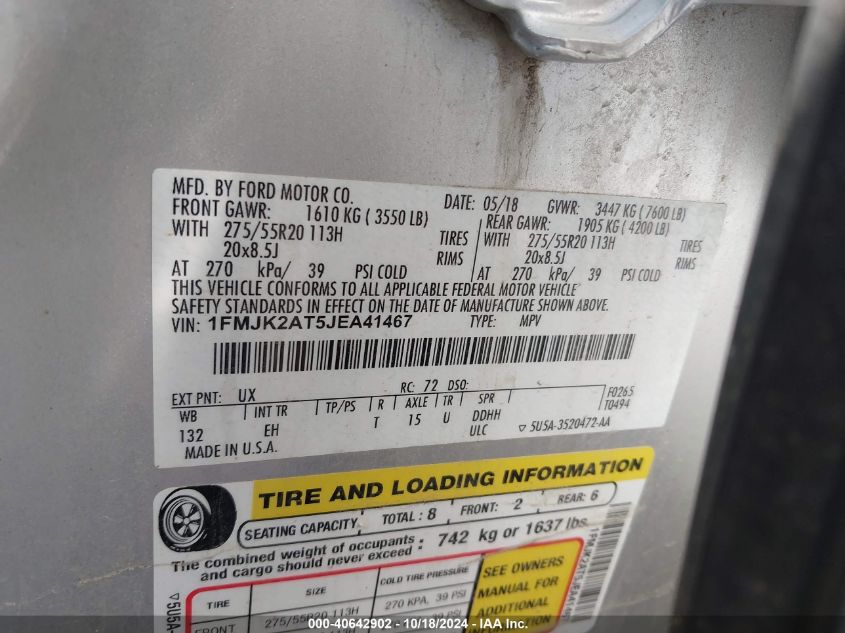 MFD. BY FORD MOTOR CO.
DATE: 05/18 GVWR: 3447 KG ( 7600 LB)
FRONT GAWR: 1610 KG ( 3550 LB)
REAR GAWR: 1905 KG ( 4200 LB)
WITH 275/55R20 113H TIRES
WITH 275/55R20 113H TIRES
20x8.5J RIMS
20x8.5J RIMS
AT 270 kPa/ 39 PSI COLD
AT 270 kPa/ 39 PSI COLD
THIS VEHICLE CONFORMS TO ALL APPLICABLE FEDERAL MOTOR VEHICLE
SAFETY STANDARDS IN EFFECT ON THE DATE OF MANUFACTURE SHOWN ABOVE.
VIN: 1FMJK2AT5JEA41467 TYPE: MPV
EXT PNT: UX RC: 72 DSO:
WB INT TR TP/PS R AXLE TR SPR
F0265
T0494
132 EH T 15 U DDHH
ULC
▽ 5U5A-3520472-AA
MADE IN U.S.A.
TIRE AND LOADING INFORMATION
SEATING CAPACITY TOTAL: 8 FRONT: 2 REAR: 6
The combined weight of occupants and cargo should never exceed : 742 kg or 1637 lbs.
TIRE SIZE COLD TIRE PRESSURE
FRONT 275/55R20 113H 270 KPA, 39 PSI
SEE OWNERS
MANUAL FOR
ADDITIONAL
INFORMATION
▽5U5A-
000-40642902 - 10/18/2024 - IAA Inc.